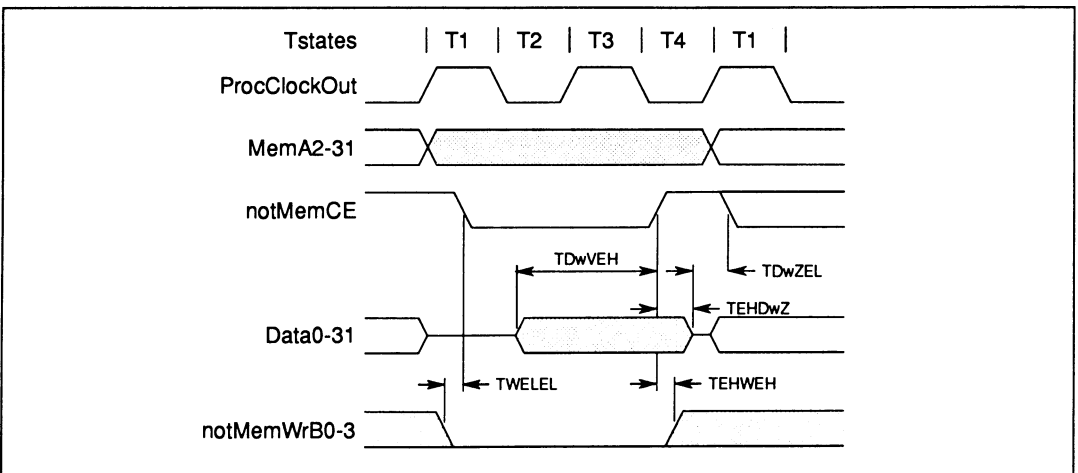 Tstates | T1 | T2 | T3 | T4 | T1 |
ProcClockOut
MemA2-31
notMemCE
TDwVEH
TDwZEL
TEHDwZ
Data0-31
TWELEL
TEHWEH
notMemWrB0-3